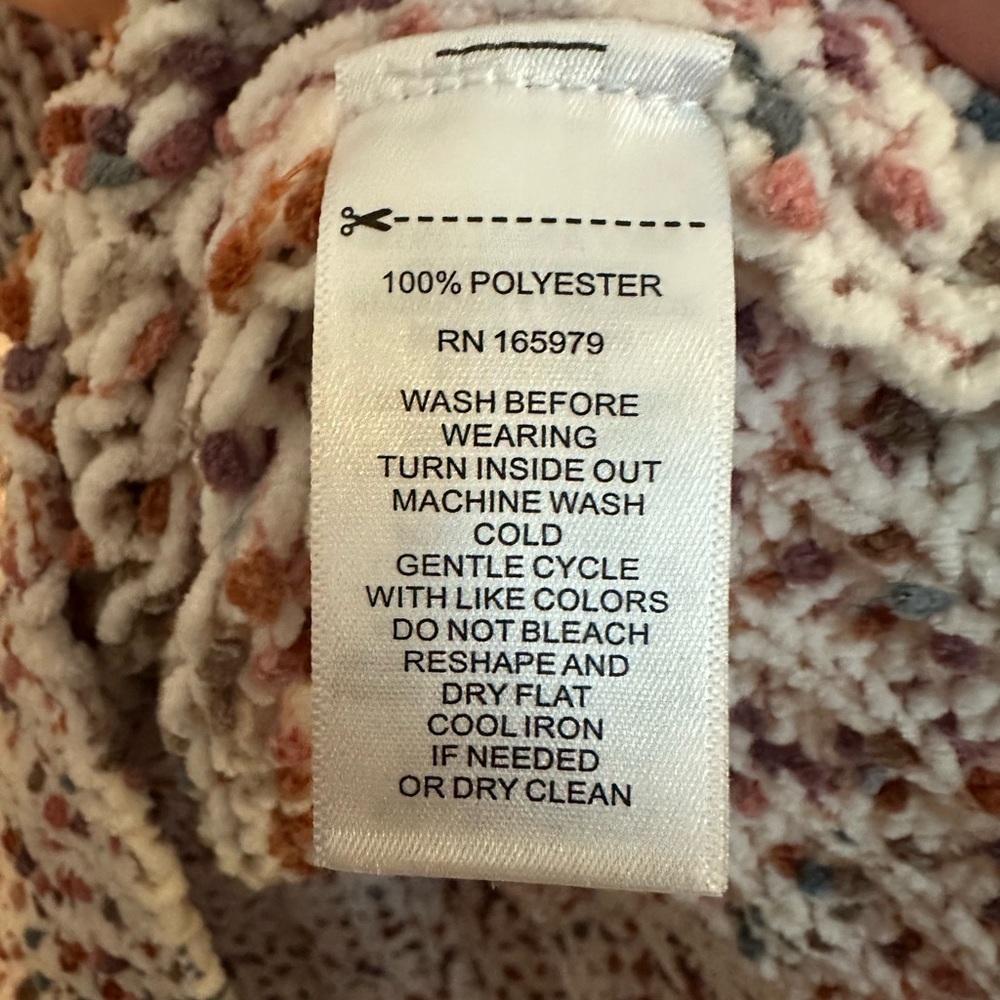 100% POLYESTER
RN 165979
WASH BEFORE
WEARING
TURN INSIDE OUT
MACHINE WASH
COLD
GENTLE CYCLE
WITH LIKE COLORS
DO NOT BLEACH
RESHAPE AND
DRY FLAT
COOL IRON
IF NEEDED
OR DRY CLEAN